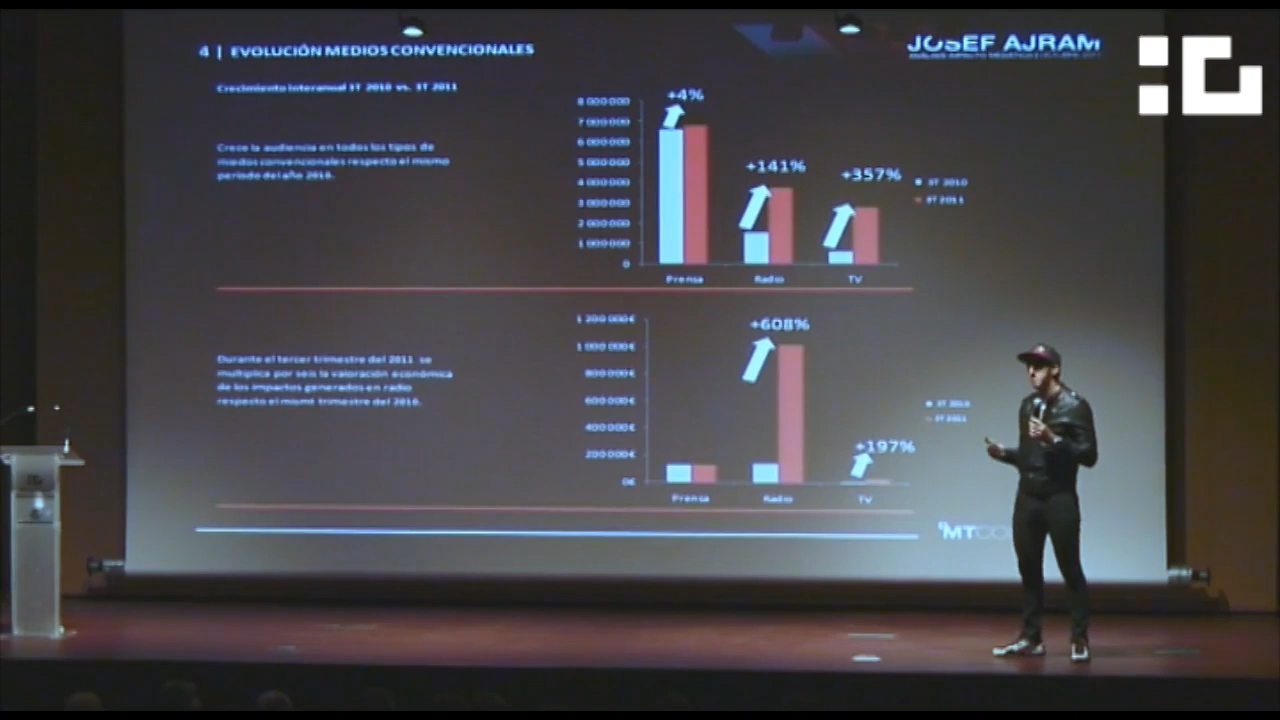 4 | EVOLUCIÓN MEDIOS CONVENCIONALES
JOSEF AJRAM
Crecimiento interanual 3T 2010 vs. 3T 2011
Crece la audiencia en todos los tipos de
medios convencionales respecto el mismo
periodo del año 2010.
8 000 000
7 000 000
6 000 000
5 000 000
4 000 000
3 000 000
2 000 000
1 000 000
0
+4%
+141%
+357%
3T 2010
3T 2011
Prensa
Radio
TV
Durante el tercer trimestre del 2011 se
multiplica por seis la valoración económica
de los impactos generados en radio
respecto el mismo trimestre del 2010.
1 200 000€
1 000 000€
800 000€
600 000€
400 000€
200 000€
0€
+608%
+197%
3T 2010
3T 2011
Prensa
Radio
TV
MT